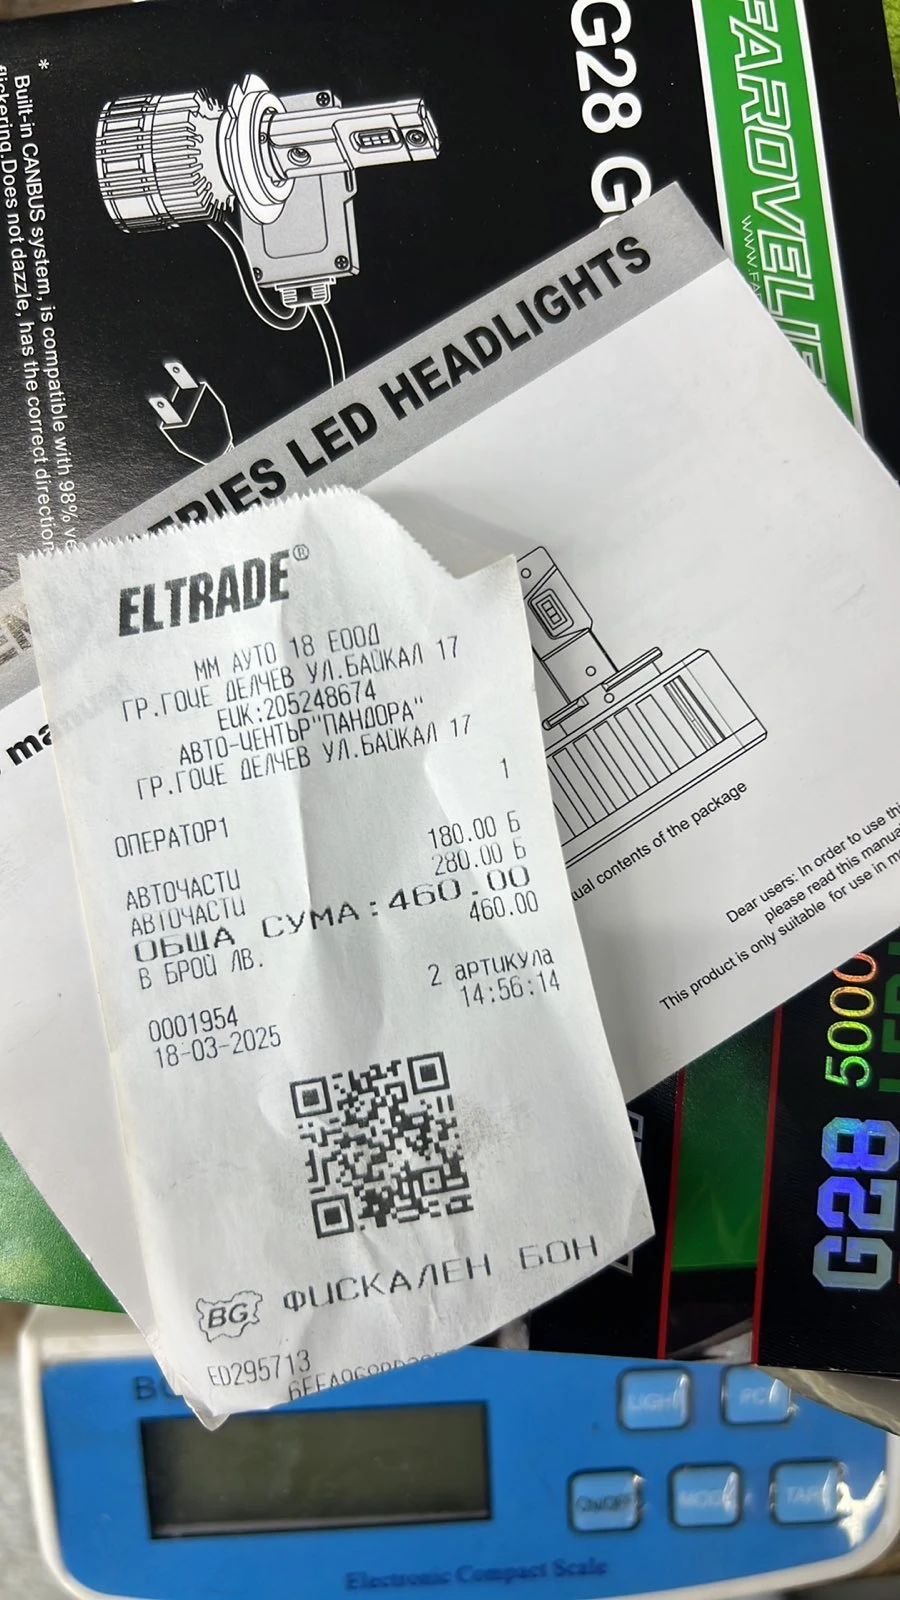 G28
FAROVELI
* Built-in CANBUS system, is compatible with 98%
flickering.Does not dazzle, has the correct direction
LED HEADLIGHTS
ELTRADE®
ММ АУТО 18 ЕООД
ГР.ГОЦЕ ДЕЛЧЕВ УЛ.БАЙКАЛ 17
ЕИК:205248674
АВТО-ЦЕНТЪР"ПАНДОРА"
ГР.ГОЦЕ ДЕЛЧЕВ УЛ.БАЙКАЛ 17
ОПЕРАТОР1 1
АВТОЧАСТИ 180.00 Б
АВТОЧАСТИ 280.00 Б
ОБЩА СУМА:460.00
В БРОЙ ЛВ. 460.00
2 артикула
0001954 14:56:14
18-03-2025
BG ФИСКАЛЕН БОН
ED295713
contents of the package
Dear users: In order to use
please read this
This product is only suitable for use in
5000
G28
LIGHT
ON/OFF
MODE
Electronic Compact Scale